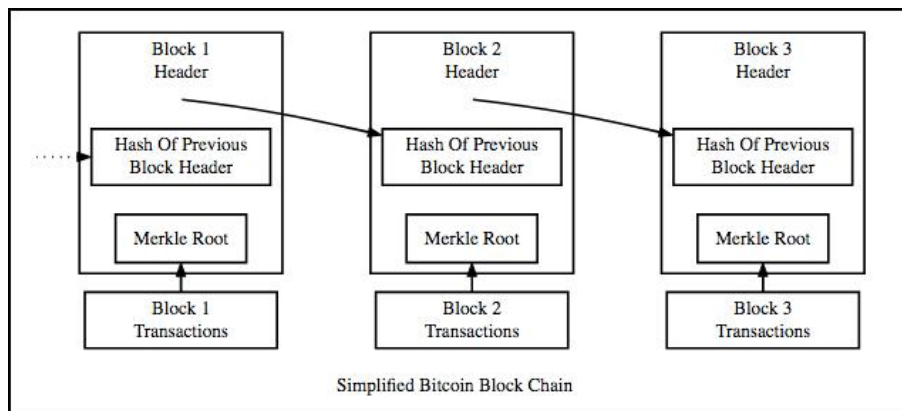 Block 1
Header
Hash Of Previous
Block Header
Merkle Root
Block 1
Transactions
Block 2
Header
Hash Of Previous
Block Header
Merkle Root
Block 2
Transactions
Block 3
Header
Hash Of Previous
Block Header
Merkle Root
Block 3
Transactions
Simplified Bitcoin Block Chain